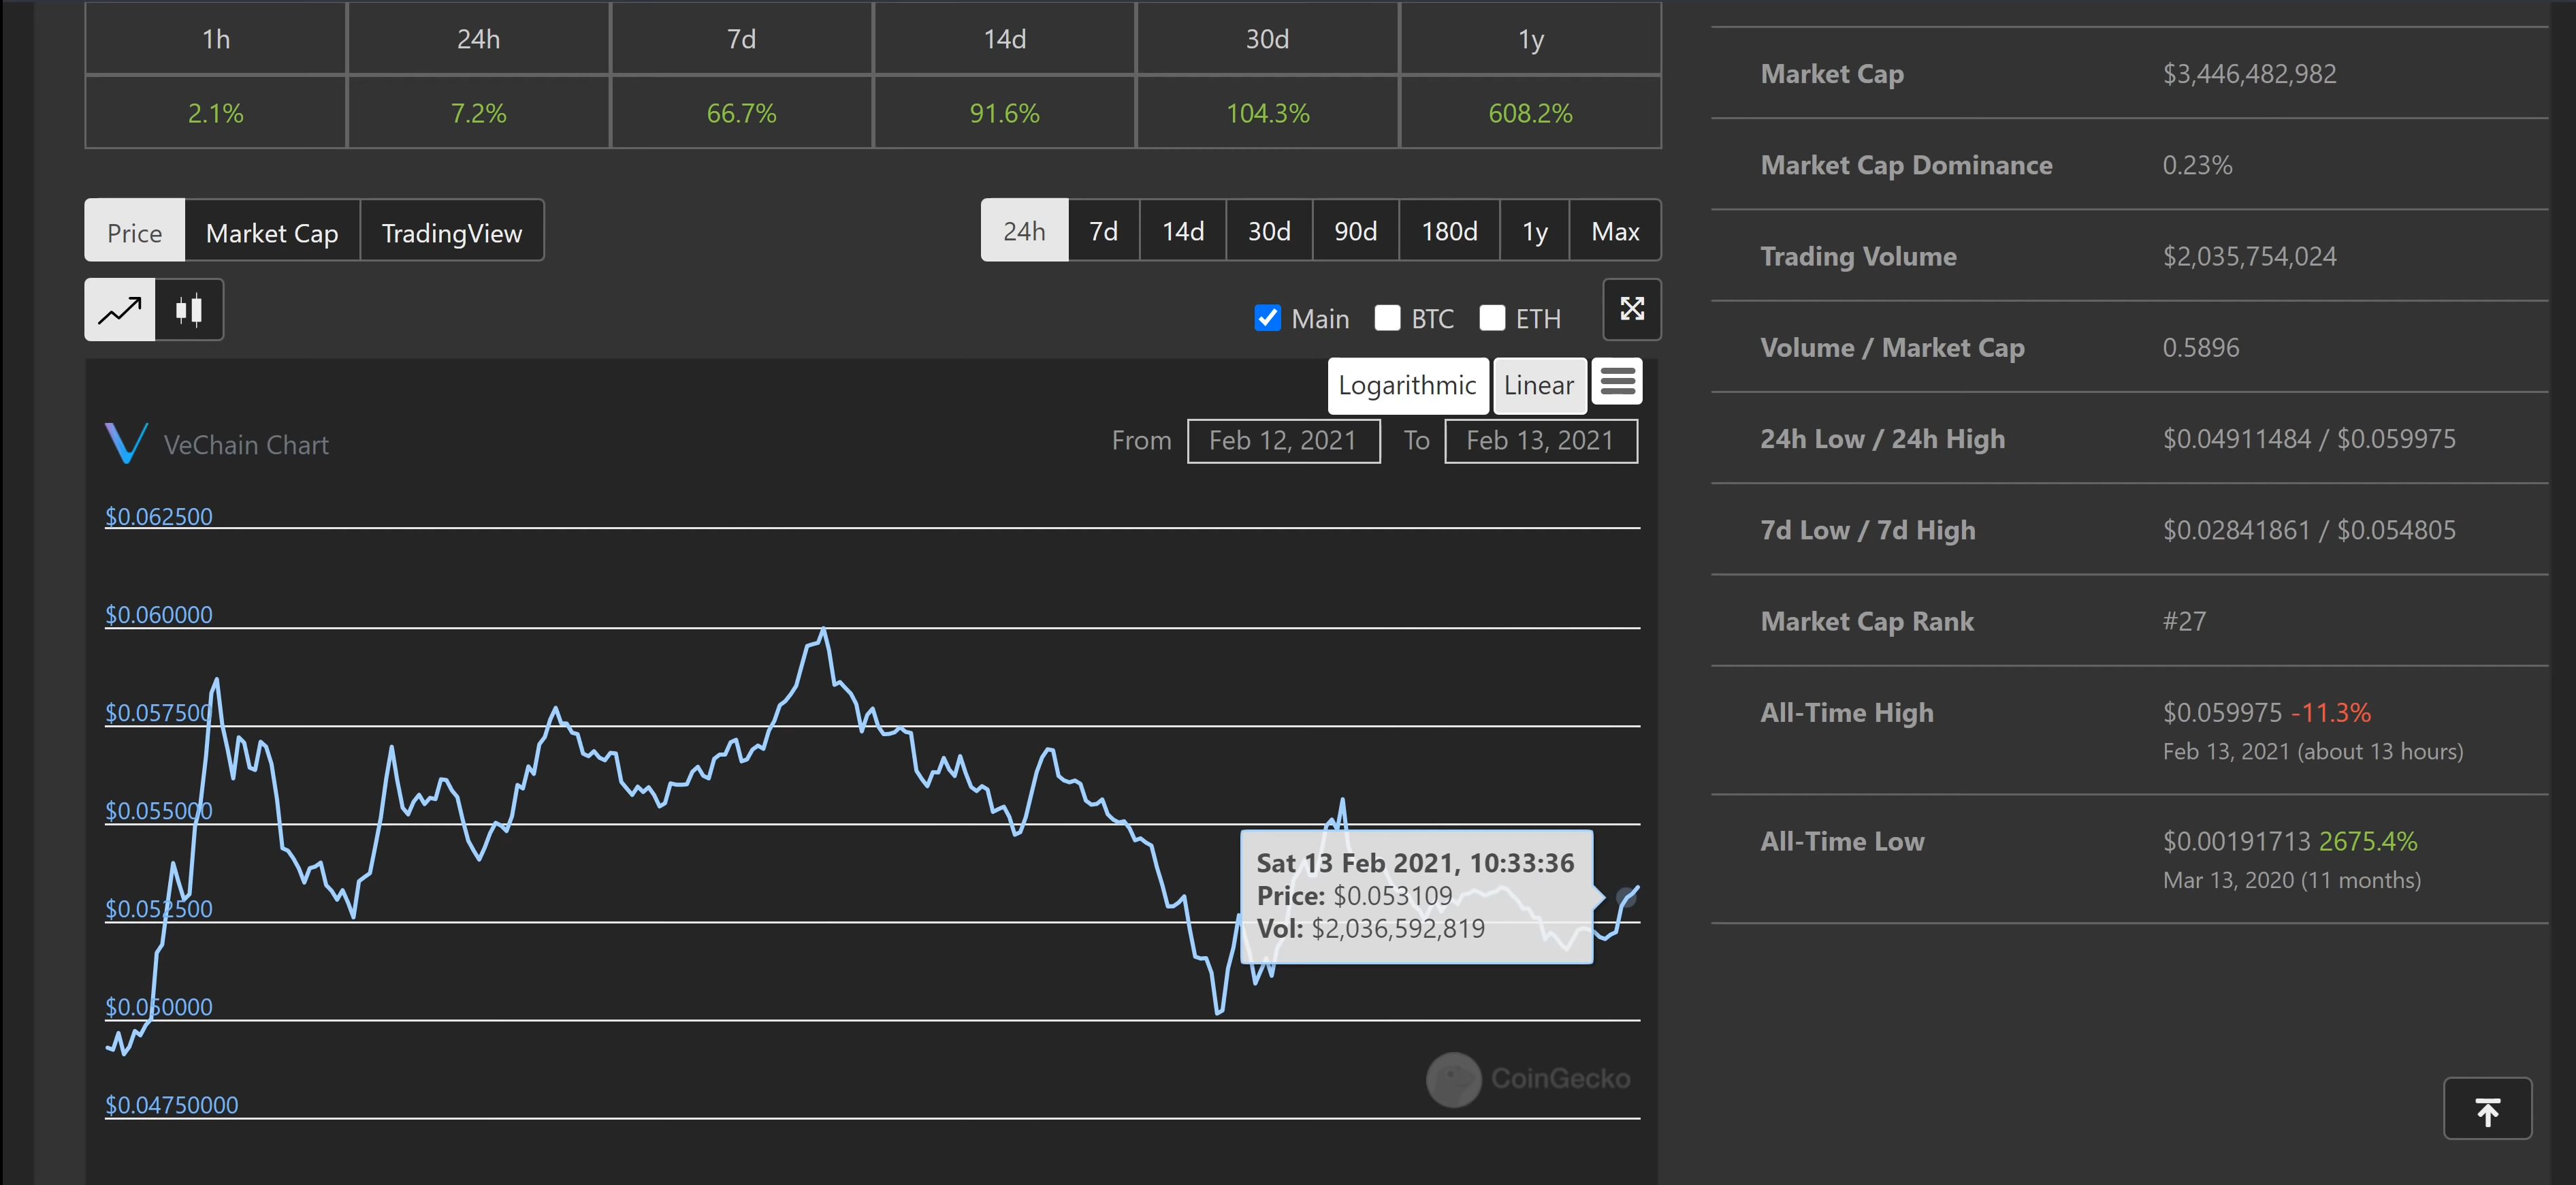 1h 24h 7d 14d 30d 1y
2.1% 7.2% 66.7% 91.6% 104.3% 608.2%
Price Market Cap TradingView
24h 7d 14d 30d 90d 180d 1y Max
Main BTC ETH
Logarithmic Linear
VeChain Chart
From Feb 12, 2021 To Feb 13, 2021
$0.062500
$0.060000
$0.057500
$0.055000
$0.052500
$0.050000
$0.04750000
Sat 13 Feb 2021, 10:33:36
Price: $0.053109
Vol: $2,036,592,819
CoinGecko
Market Cap $3,446,482,982
Market Cap Dominance 0.23%
Trading Volume $2,035,754,024
Volume / Market Cap 0.5896
24h Low / 24h High $0.04911484 / $0.059975
7d Low / 7d High $0.02841861 / $0.054805
Market Cap Rank #27
All-Time High $0.059975 -11.3%
Feb 13, 2021 (about 13 hours)
All-Time Low $0.00191713 2675.4%
Mar 13, 2020 (11 months)